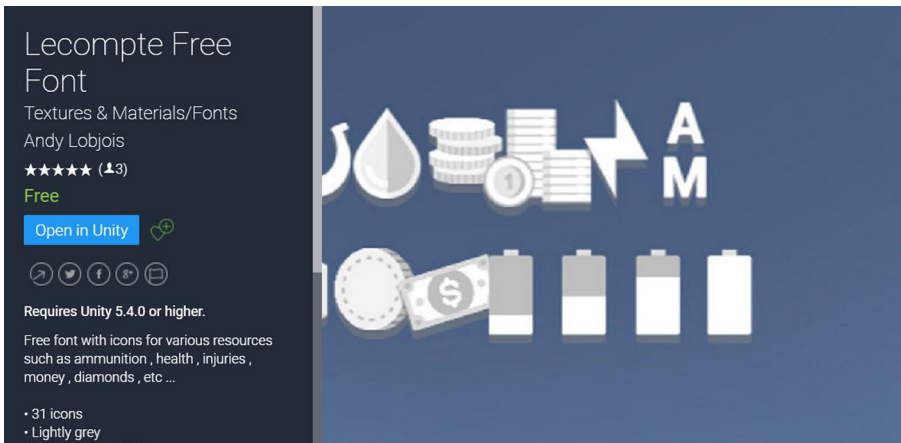 Lecompte Free
Font
Textures & Materials/Fonts
Andy Lobjois
★★★★★ (3)
Free
Open in Unity
Requires Unity 5.4.0 or higher.
Free font with icons for various resources
such as ammunition , health , injuries ,
money , diamonds , etc ...
• 31 icons
• Lightly grey
A
M
1
$